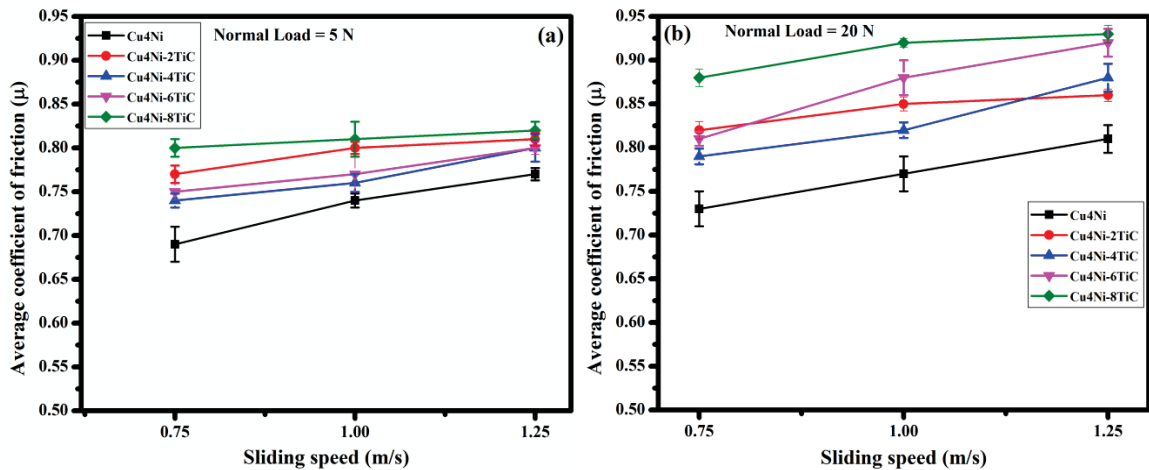 0.95
0.90
0.85
0.80
0.75
0.70
0.65
0.60
0.55
0.50
Average coefficient of friction (μ)
Cu4Ni
Cu4Ni-2TiC
Cu4Ni-4TiC
Cu4Ni-6TiC
Cu4Ni-8TiC
Normal Load = 5 N
(a)
0.75 1.00 1.25
Sliding speed (m/s)
0.95
0.90
0.85
0.80
0.75
0.70
0.65
0.60
0.55
0.50
Average coefficient of friction (μ)
(b)
Normal Load = 20 N
Cu4Ni
Cu4Ni-2TiC
Cu4Ni-4TiC
Cu4Ni-6TiC
Cu4Ni-8TiC
0.75 1.00 1.25
Sliding speed (m/s)